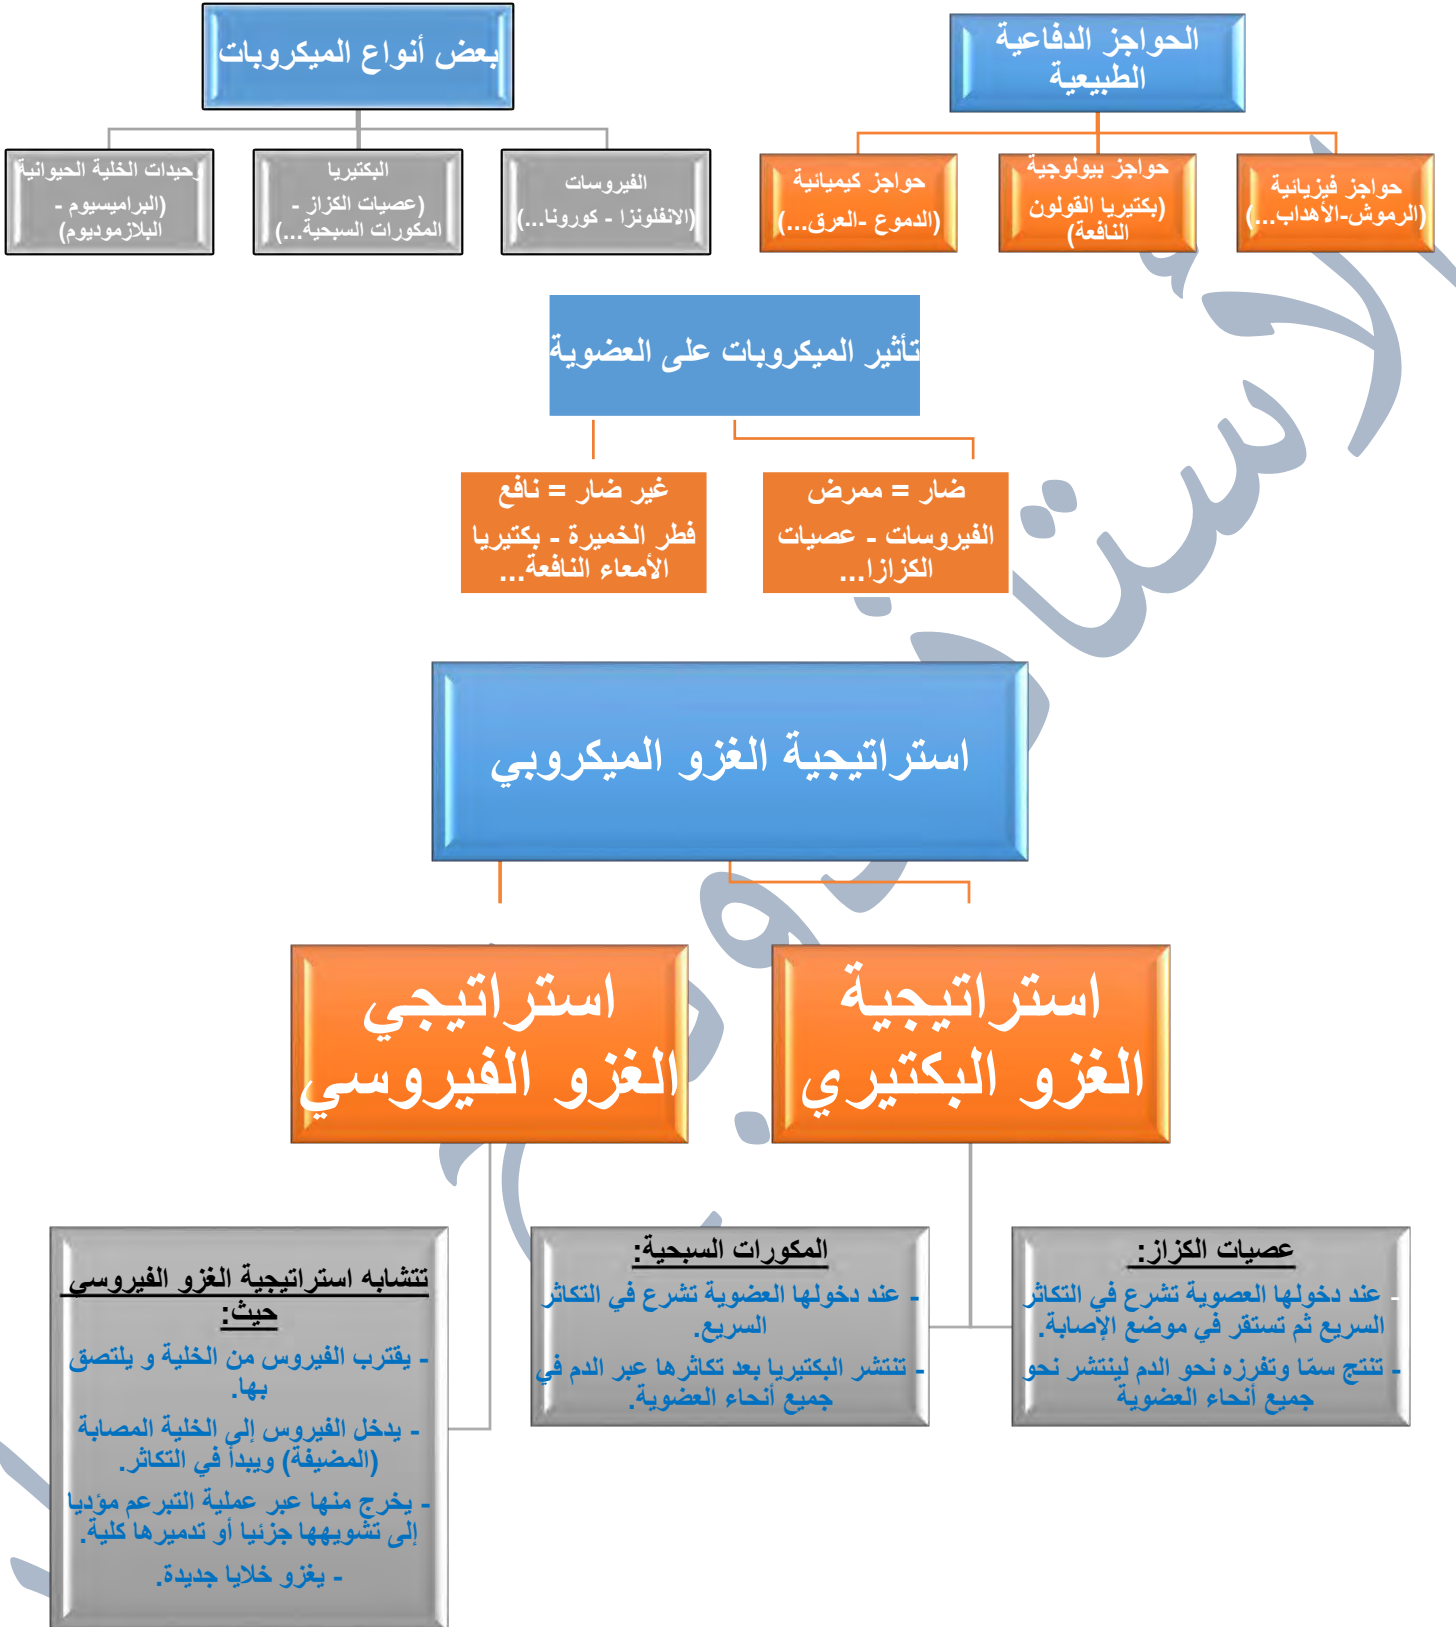 الحواجز الدفاعية
الطبيعية
حواجز فيزيائية
(الرموش-الأهداب...)
حواجز بيولوجية
(بكتيريا القولون
النافعة)
حواجز كيميائية
(الدموع -العرق...)
بعض أنواع الميكروبات
الفيروسات
(الانفلونزا - كورونا...)
البكتيريا
(عصيات الكزاز -
المكورات السبحية...)
وحيدات الخلية الحيوانية
(البراميسيوم -
البلازموديوم)
تأثير الميكروبات على العضوية
ضار = ممرض
الفيروسات - عصيات
الكزازا...
غير ضار = نافع
فطر الخميرة - بكتيريا
الأمعاء النافعة...
استراتيجية الغزو الميكروبي
استراتيجية
الغزو البكتيري
استراتيجي
الغزو الفيروسي
عصيات الكزاز:
- عند دخولها العصوية تشرع في التكاثر
السريع ثم تستقر في موضع الإصابة.
- تنتج سمّا وتفرزه نحو الدم لينتشر نحو
جميع أنحاء العضوية
المكورات السبحية:
- عند دخولها العضوية تشرع في التكاثر
السريع.
- تنتشر البكتيريا بعد تكاثرها عبر الدم في
جميع أنحاء العضوية.
تتشابه استراتيجية الغزو الفيروسي
حيث:
- يقترب الفيروس من الخلية و يلتصق
بها.
- يدخل الفيروس إلى الخلية المصابة
(المضيفة) ويبدأ في التكاثر.
- يخرج منها عبر عملية التبرعم مؤديا
إلى تشويهها جزئيا أو تدميرها كلية.
- يغزو خلايا جديدة.